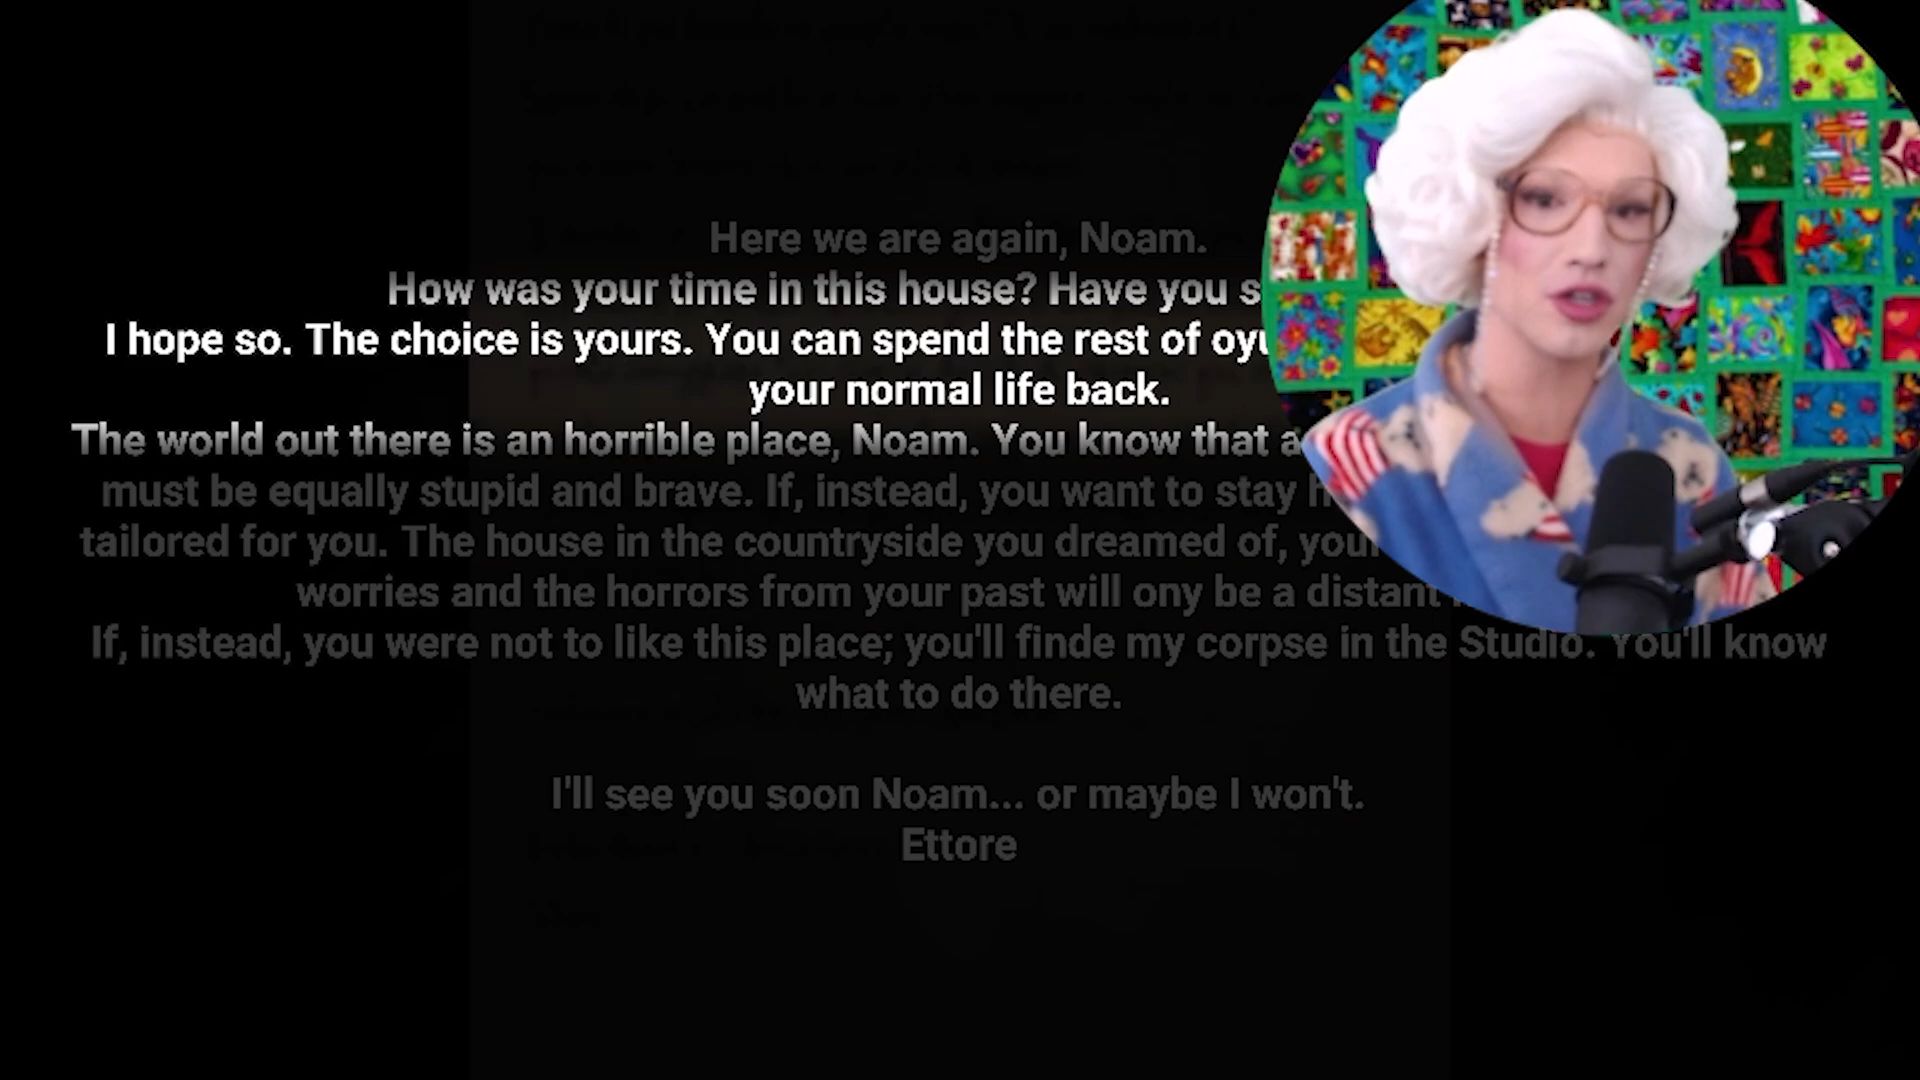 Here we are again, Noam.
How was your time in this house? Have you
I hope so. The choice is yours. You can spend the rest of
your normal life back.
The world out there is an horrible place, Noam. You know that
must be equally stupid and brave. If, instead, you want to stay
tailored for you. The house in the countryside you dreamed of,
worries and the horrors from your past will ony be a distant
If, instead, you were not to like this place; you'll finde my corpse in the Studio. You'll know
what to do there.
I'll see you soon Noam... or maybe I won't.
Ettore